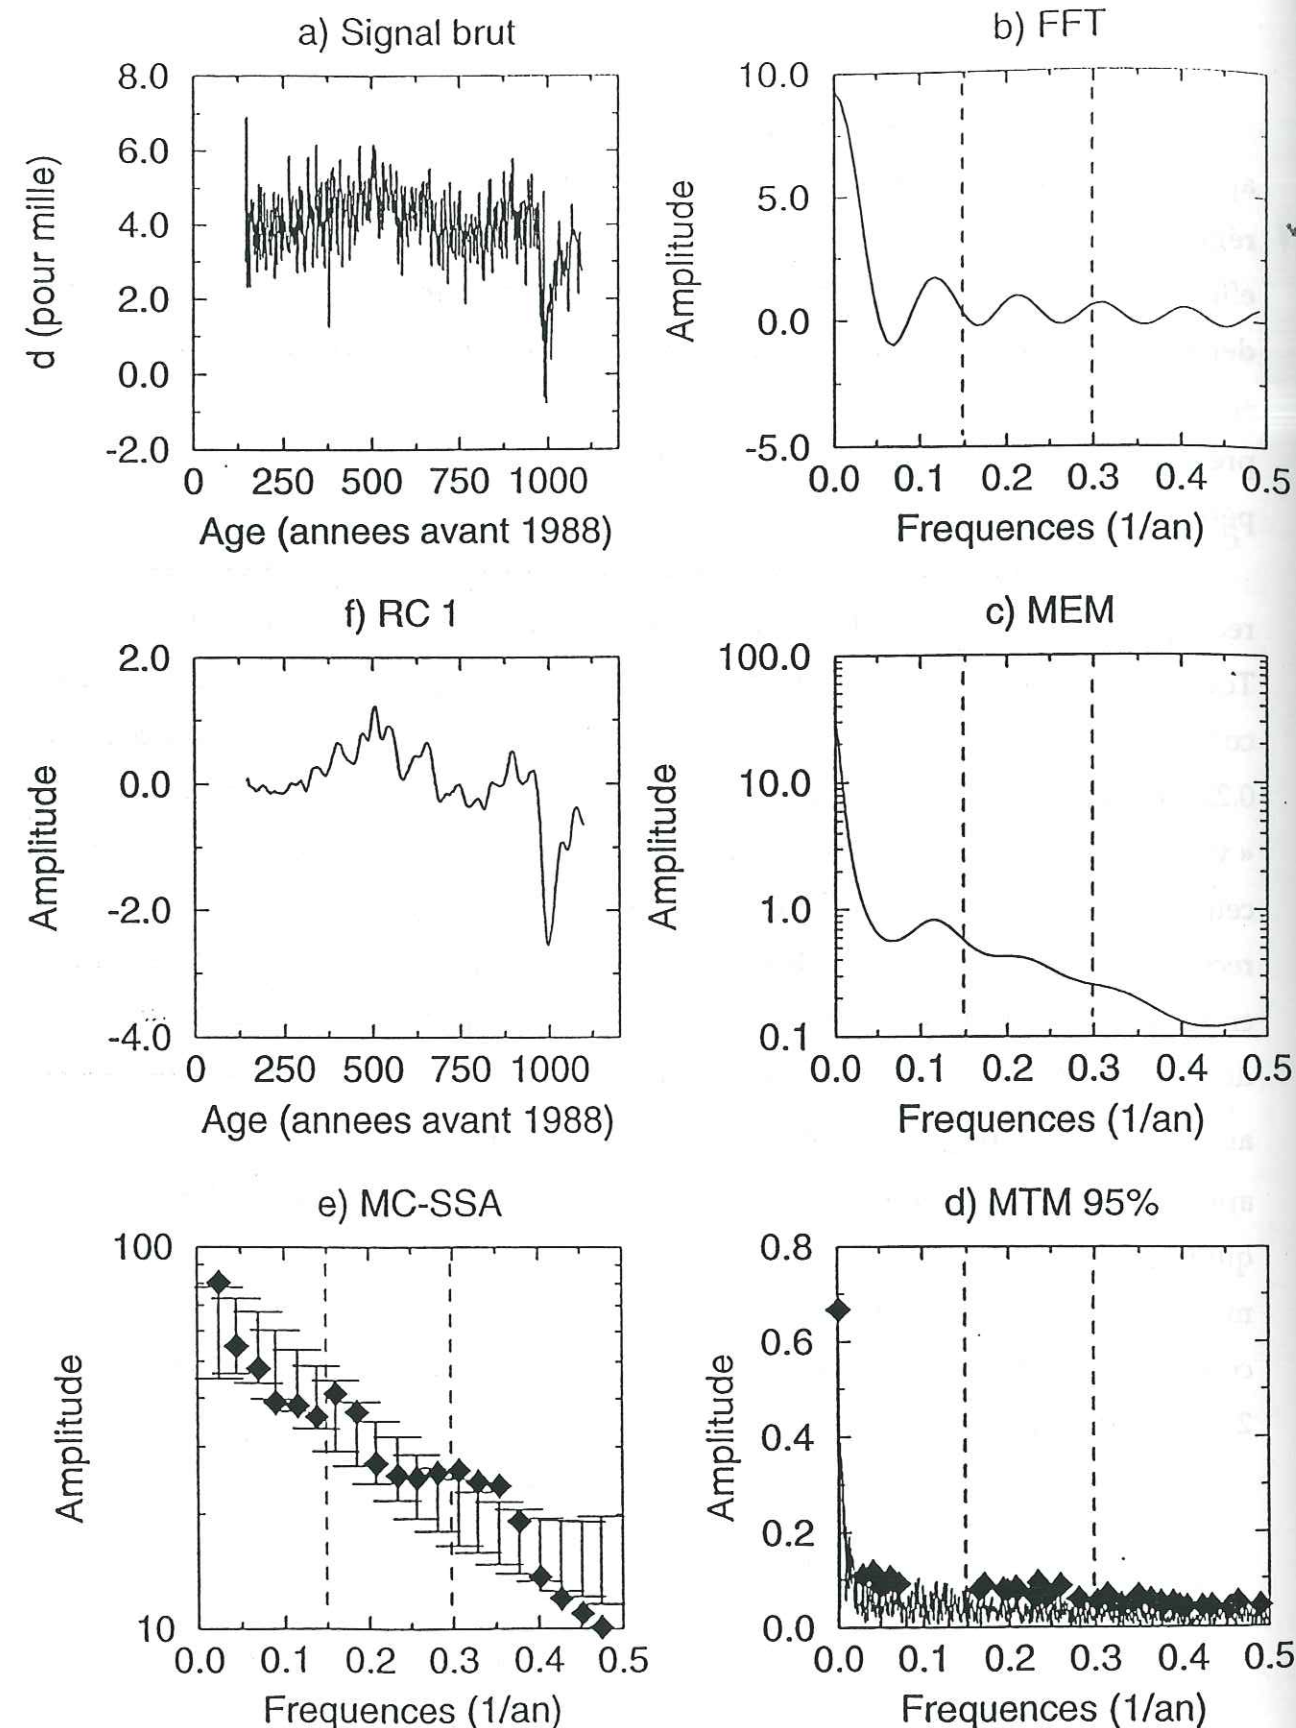 a) Signal brut
8.0
6.0
4.0
2.0
0.0
-2.0
d (pour mille)
0 250 500 750 1000
Age (annees avant 1988)
b) FFT
10.0
5.0
0.0
-5.0
Amplitude
0.0 0.1 0.2 0.3 0.4 0.5
Frequences (1/an)
f) RC 1
2.0
0.0
-2.0
-4.0
Amplitude
0 250 500 750 1000
Age (annees avant 1988)
c) MEM
100.0
10.0
1.0
0.1
Amplitude
0.0 0.1 0.2 0.3 0.4 0.5
Frequences (1/an)
e) MC-SSA
100
10
Amplitude
0.0 0.1 0.2 0.3 0.4 0.5
Frequences (1/an)
d) MTM 95%
0.8
0.6
0.4
0.2
0.0
Amplitude
0.0 0.1 0.2 0.3 0.4 0.5
Frequences (1/an)